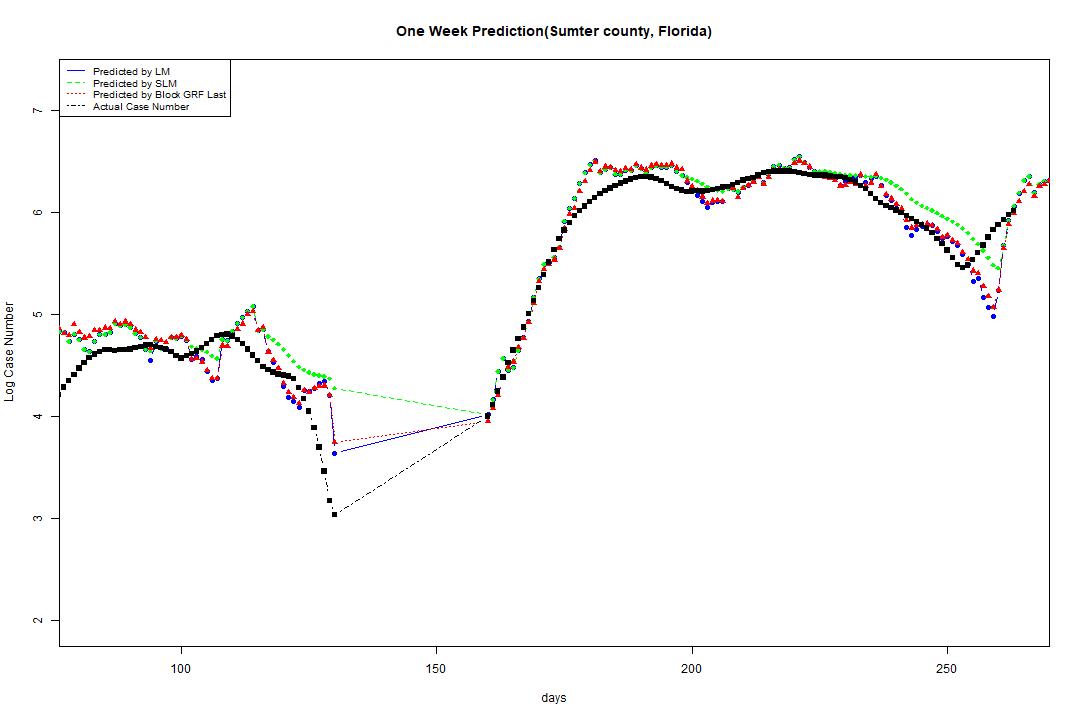 One Week Prediction(Sumter county, Florida)
Predicted by LM
Predicted by SLM
Predicted by Block GRF Last
Actual Case Number
7
6
5
4
3
2
Log Case Number
100
150
200
250
days